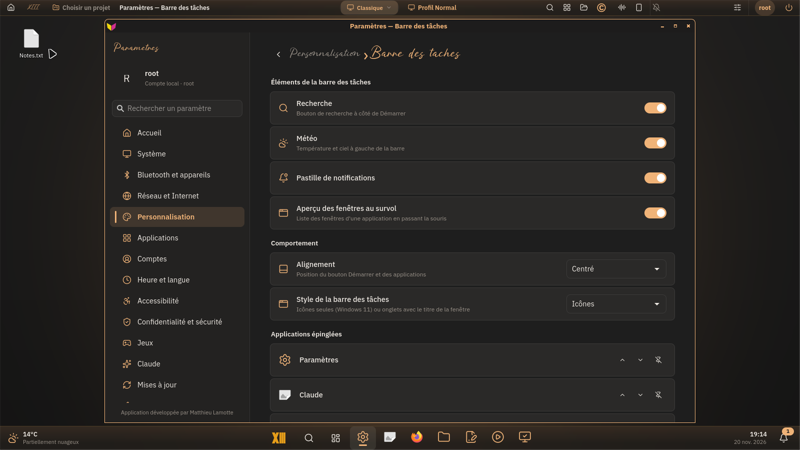 Choisir un projet
Paramètres — Barre des tâches
Classique
Profil Normal
root
Notes.txt
Paramètres — Barre des tâches
Paramètres
R
root
Compte local · root
Rechercher un paramètre
Accueil
Système
Bluetooth et appareils
Réseau et Internet
Personnalisation
Applications
Comptes
Heure et langue
Accessibilité
Confidentialité et sécurité
Jeux
Claude
Mises à jour
Application développée par Matthieu Lamotte
Personnalisation
Barre des tâches
Éléments de la barre des tâches
Recherche
Bouton de recherche à côté de Démarrer
Météo
Température et ciel à gauche de la barre
Pastille de notifications
Aperçu des fenêtres au survol
Liste des fenêtres d'une application en passant la souris
Comportement
Alignement
Position du bouton Démarrer et des applications
Centré
Style de la barre des tâches
Icônes seules (Windows 11) ou onglets avec le titre de la fenêtre
Icônes
Applications épinglées
Paramètres
Claude
14°C
Partiellement nuageux
XIII
19:14
20 nov. 2026
1